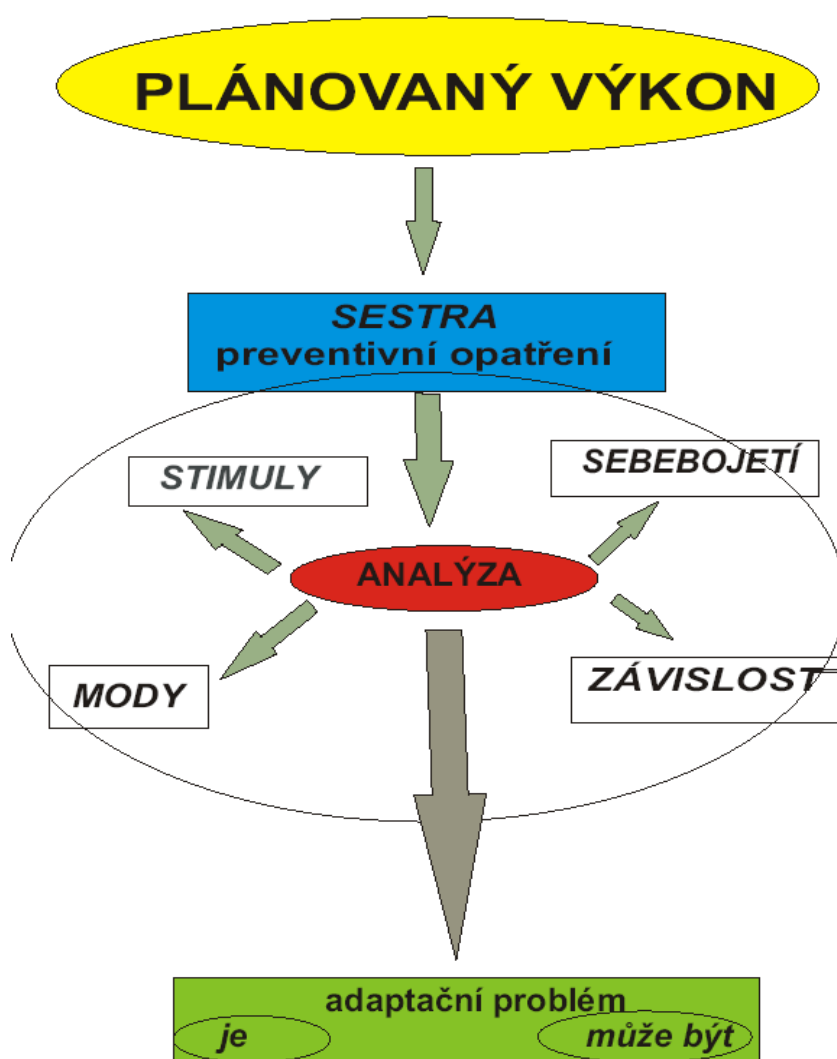 PLÁNOVANÝ VÝKON
SESTRA
preventivní opatření
STIMULY
SEBEBOJETÍ
ANALÝZA
MODY
ZÁVISLOST
adaptační problém
je
může být